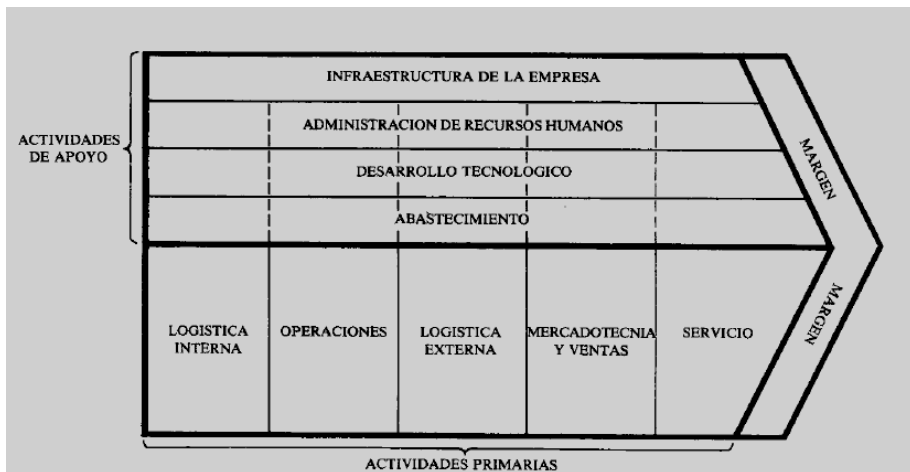 INFRAESTRUCTURA DE LA EMPRESA
ADMINISTRACION DE RECURSOS HUMANOS
ACTIVIDADES
DE APOYO
DESARROLLO TECNOLOGICO
ABASTECIMIENTO
MARGEN
LOGISTICA
INTERNA
OPERACIONES
LOGISTICA
EXTERNA
MERCADOTECNIA
Y VENTAS
SERVICIO
MARGEN
ACTIVIDADES PRIMARIAS